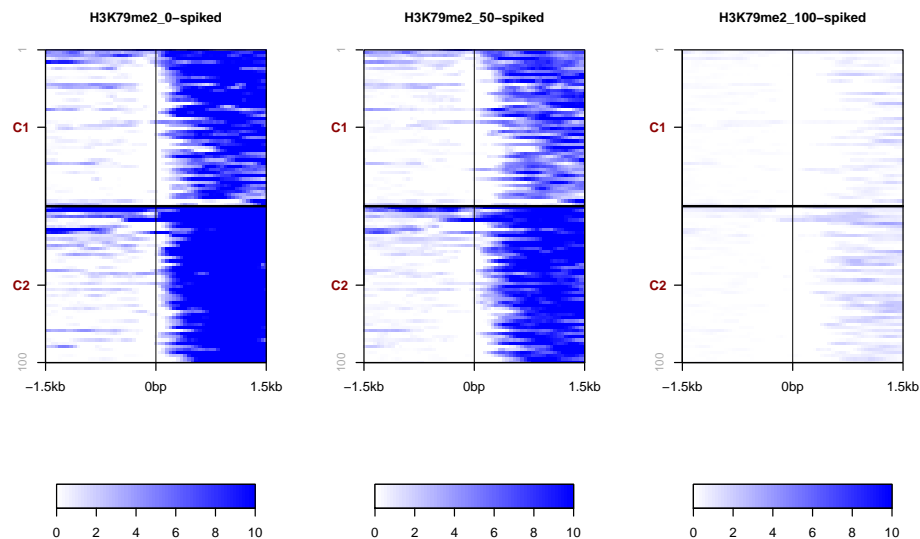 H3K79me2_0−spiked H3K79me2_50−spiked H3K79me2_100−spiked
1 1 1
C1 C1 C1
C2 C2 C2
100 100 100
−1.5kb 0bp 1.5kb −1.5kb 0bp 1.5kb −1.5kb 0bp 1.5kb
0 2 4 6 8 10 0 2 4 6 8 10 0 2 4 6 8 10